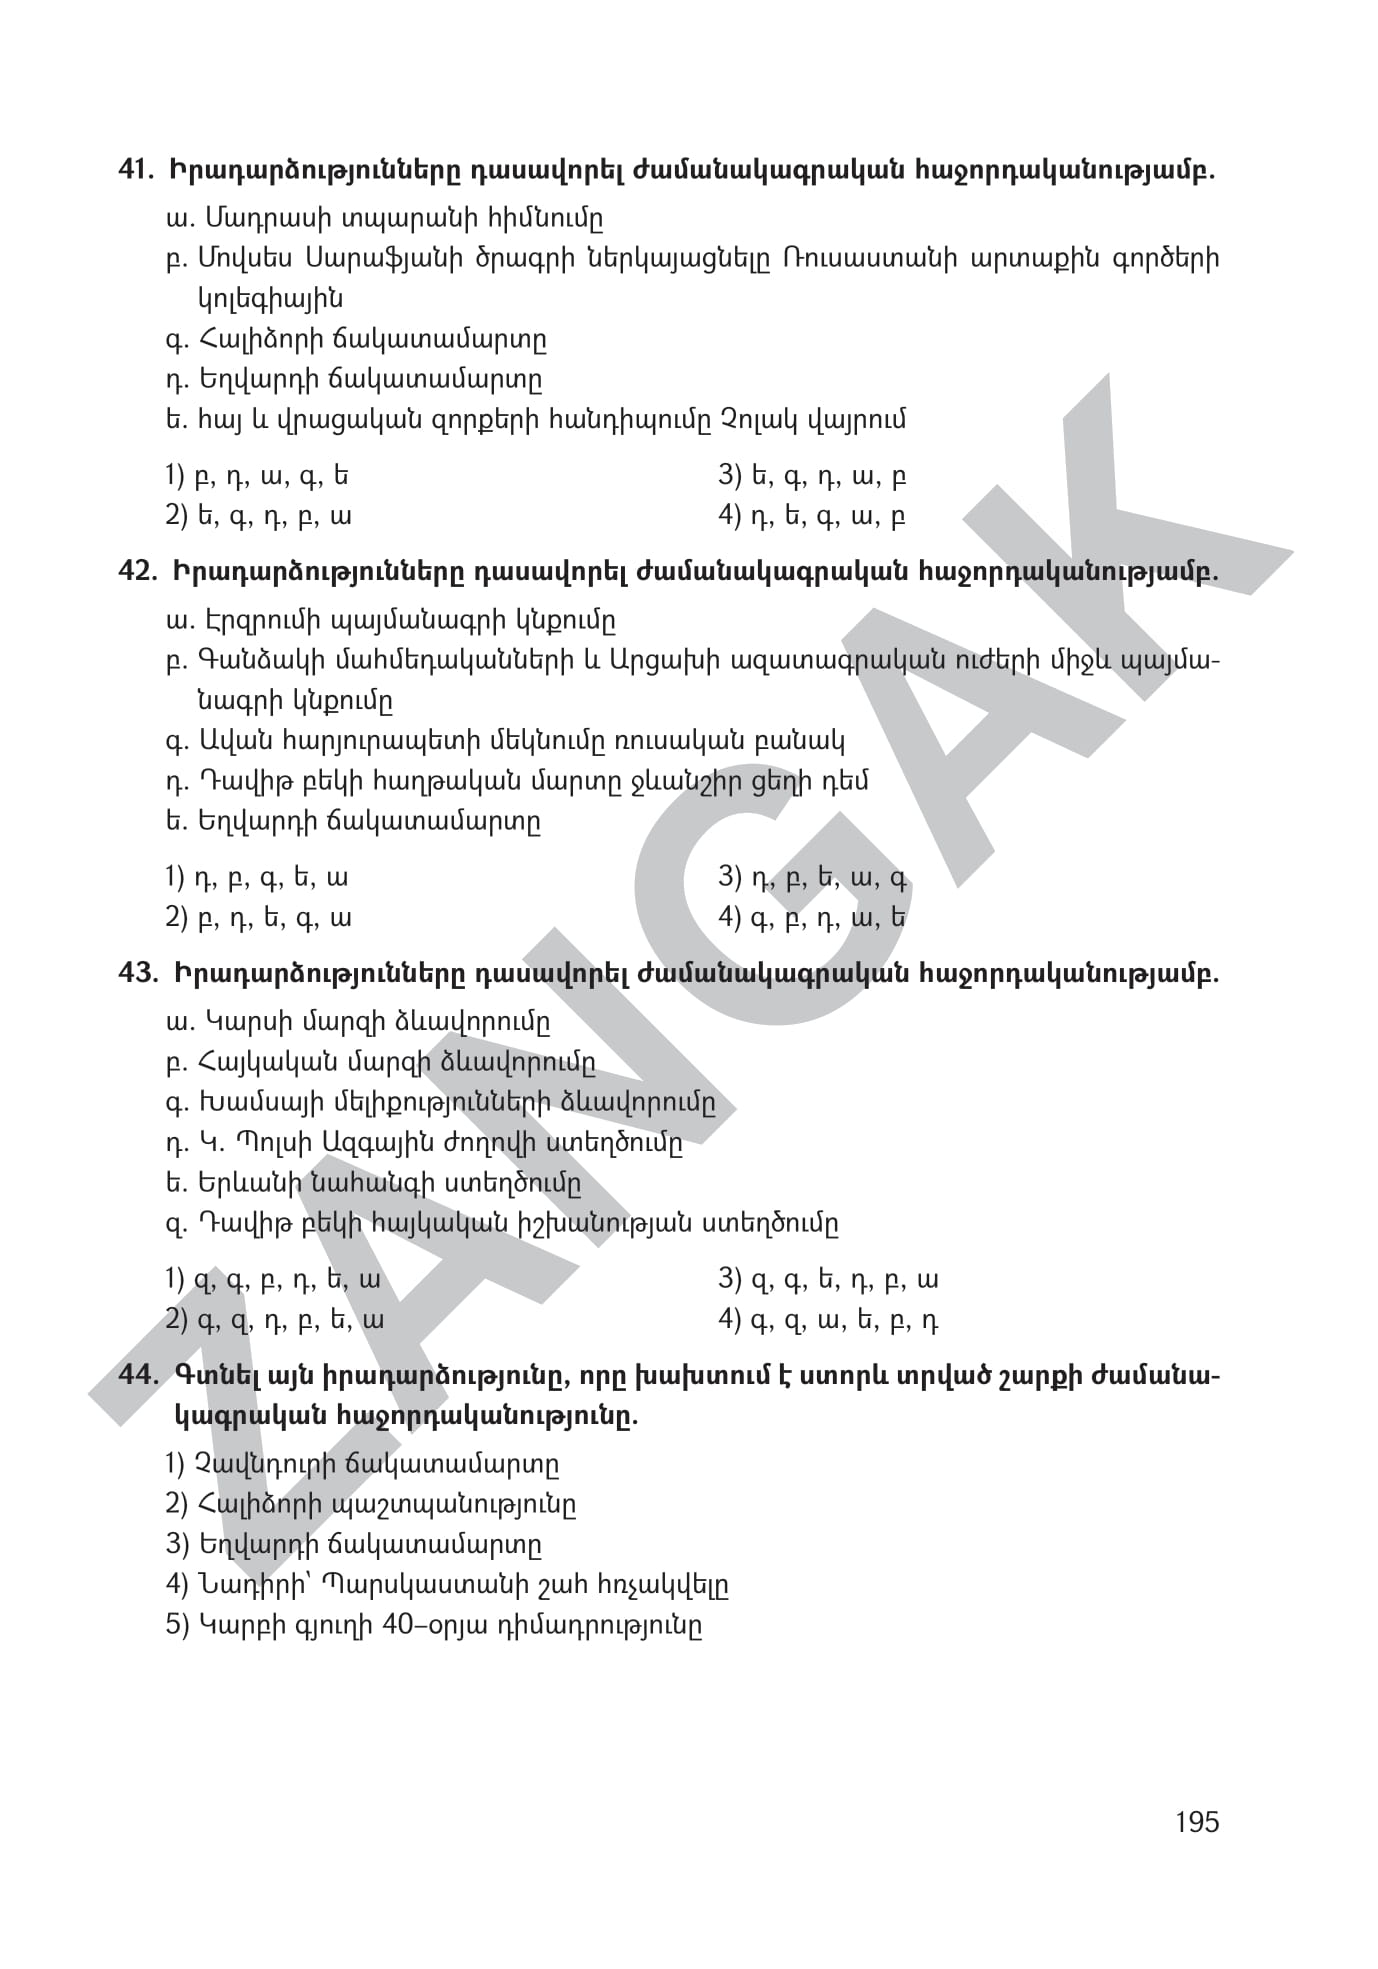 41. Իրադարձությունները դասավորել ժամանակագրական հաջորդականությամբ.
ա. Մադրասի տպարանի հիմնումը
բ. Մովսես Սարաֆյանի ծրագրի ներկայացնելը Ռուսաստանի արտաքին գործերի
կոլեգիային
գ. Հալիձորի ճակատամարտը
դ. Եղվարդի ճակատամարտը
ե. հայ և վրացական զորքերի հանդիպումը Չոլակ վայրում
1) բ, դ, ա, գ, ե
3) ե, գ, դ, ա, բ
2) ե, գ, դ, բ, ա
4) դ, ե, գ, ա, բ
42. Իրադարձությունները դասավորել ժամանակագրական հաջորդականությամբ.
ա. Էրզրումի պայմանագրի կնքումը
բ. Գանձակի մահմեդականների և Արցախի ազատագրական ուժերի միջև պայմա-
նագրի կնքումը
գ. Ավան հարյուրապետի մեկնումը ռուսական բանակ
դ. Դավիթ բեկի հաղթական մարտը ջևանշիր ցեղի դեմ
ե. Եղվարդի ճակատամարտը
1) դ, բ, գ, ե, ա
3) դ, բ, ե, ա, գ
2) բ, դ, ե, գ, ա
4) գ, բ, դ, ա, ե
43. Իրադարձությունները դասավորել ժամանակագրական հաջորդականությամբ.
ա. Կարսի մարզի ձևավորումը
բ. Հայկական մարզի ձևավորումը
գ. Խամսայի մելիքությունների ձևավորումը
դ. Կ. Պոլսի Ազգային ժողովի ստեղծումը
ե. Երևանի նահանգի ստեղծումը
զ. Դավիթ բեկի հայկական իշխանության ստեղծումը
1) զ, գ, բ, դ, ե, ա
3) զ, գ, ե, դ, բ, ա
2) գ, զ, դ, բ, ե, ա
4) գ, զ, ա, ե, բ, դ
44. Գտնել այն իրադարձությունը, որը խախտում է ստորև տրված շարքի ժամանա-
կագրական հաջորդականությունը.
1) Չավնդուրի ճակատամարտը
2) Հալիձորի պաշտպանությունը
3) Եղվարդի ճակատամարտը
4) Նադիրի՝ Պարսկաստանի շահ հռչակվելը
5) Կարբի գյուղի 40–օրյա դիմադրությունը
195
ZANGAK